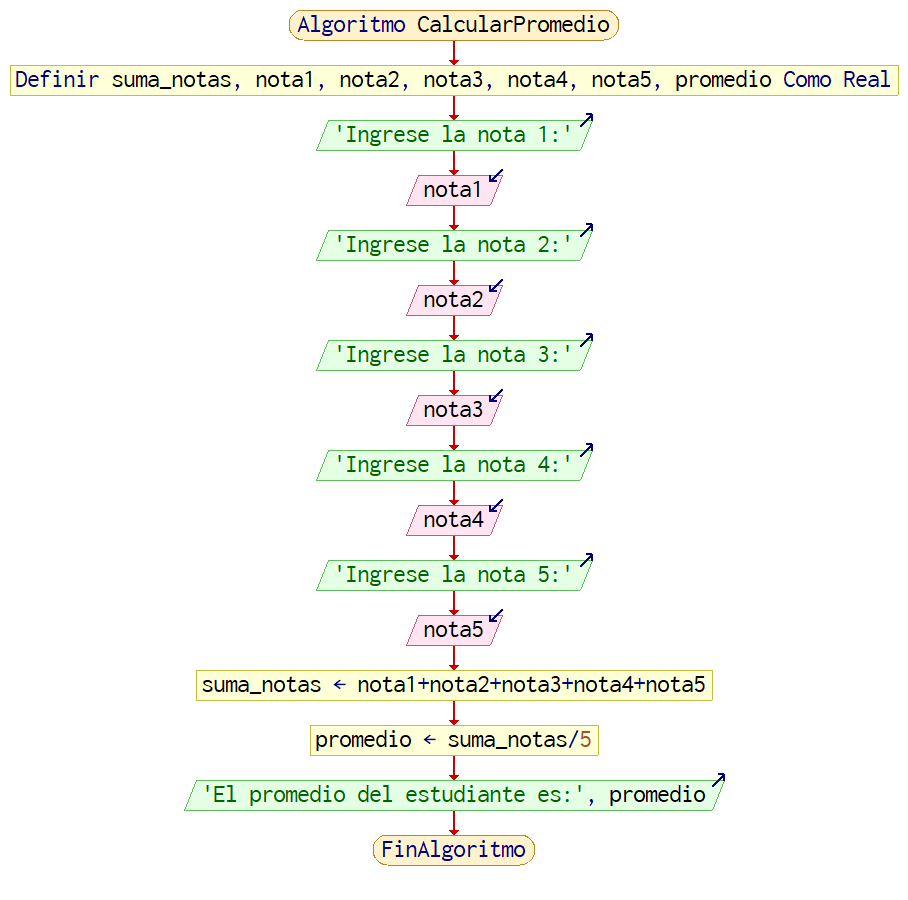 Algoritmo CalcularPromedio
Definir suma_notas, nota1, nota2, nota3, nota4, nota5, promedio Como Real
'Ingrese la nota 1:'
nota1
'Ingrese la nota 2:'
nota2
'Ingrese la nota 3:'
nota3
'Ingrese la nota 4:'
nota4
'Ingrese la nota 5:'
nota5
suma_notas ← nota1+nota2+nota3+nota4+nota5
promedio ← suma_notas/5
'El promedio del estudiante es:', promedio
FinAlgoritmo